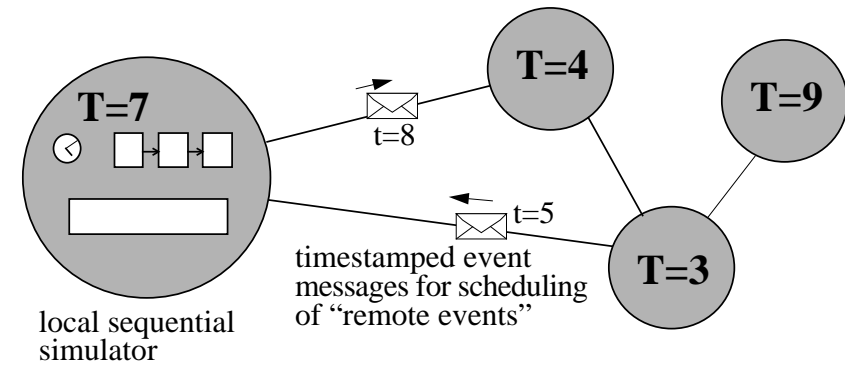 T=7
T=4
T=9
t=8
t=5
T=3
timestamped event
messages for scheduling
of “remote events”
local sequential
simulator